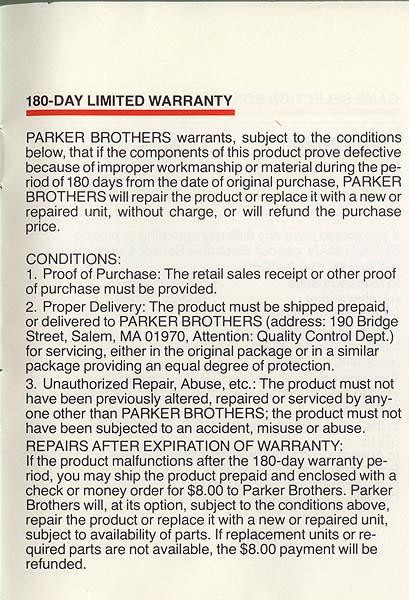 180-DAY LIMITED WARRANTY
PARKER BROTHERS warrants, subject to the conditions
below, that if the components of this product prove defective
because of improper workmanship or material during the pe-
riod of 180 days from the date of original purchase, PARKER
BROTHERS will repair the product or replace it with a new or
repaired unit, without charge, or will refund the purchase
price.
CONDITIONS:
1. Proof of Purchase: The retail sales receipt or other proof
of purchase must be provided.
2. Proper Delivery: The product must be shipped prepaid,
or delivered to PARKER BROTHERS (address: 190 Bridge
Street, Salem, MA 01970, Attention: Quality Control Dept.)
for servicing, either in the original package or in a similar
package providing an equal degree of protection.
3. Unauthorized Repair, Abuse, etc.: The product must not
have been previously altered, repaired or serviced by any-
one other than PARKER BROTHERS; the product must not
have been subjected to an accident, misuse or abuse.
REPAIRS AFTER EXPIRATION OF WARRANTY:
If the product malfunctions after the 180-day warranty pe-
riod, you may ship the product prepaid and enclosed with a
check or money order for $8.00 to Parker Brothers. Parker
Brothers will, at its option, subject to the conditions above,
repair the product or replace it with a new or repaired unit,
subject to availability of parts. If replacement units or re-
quired parts are not available, the $8.00 payment will be
refunded.